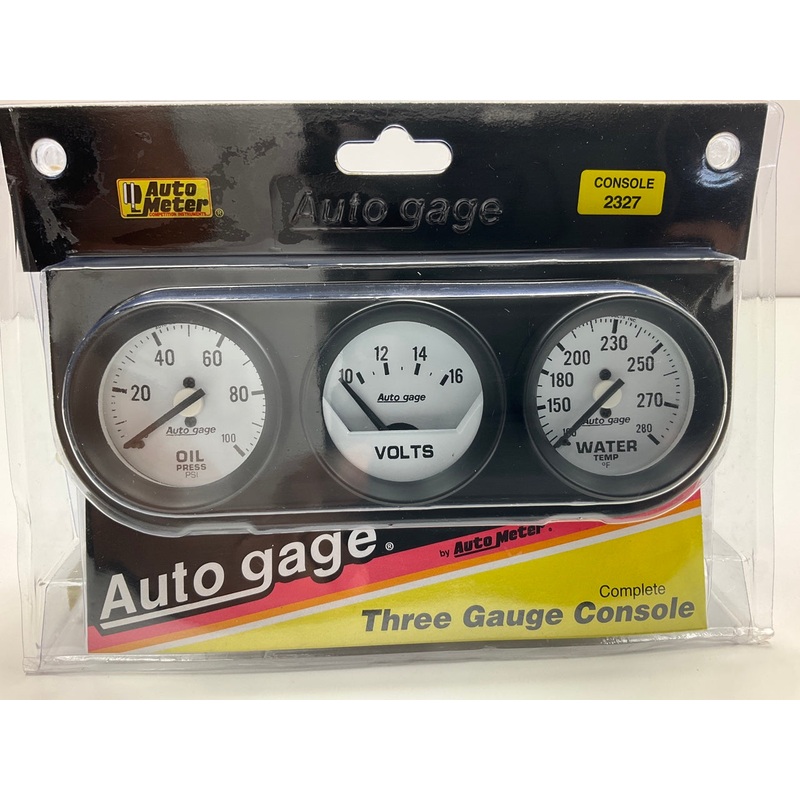 Auto
Meter
COMPETITION INSTRUMENTS
®
Auto gage
CONSOLE
2327
20
40
60
80
100
Auto gage
OIL
PRESS
PSI
10
12
14
16
Auto gage
VOLTS
150
180
200
230
250
270
280
Auto gage
WATER
TEMP
°F
Auto gage®
by Auto Meter®
Complete
Three Gauge Console